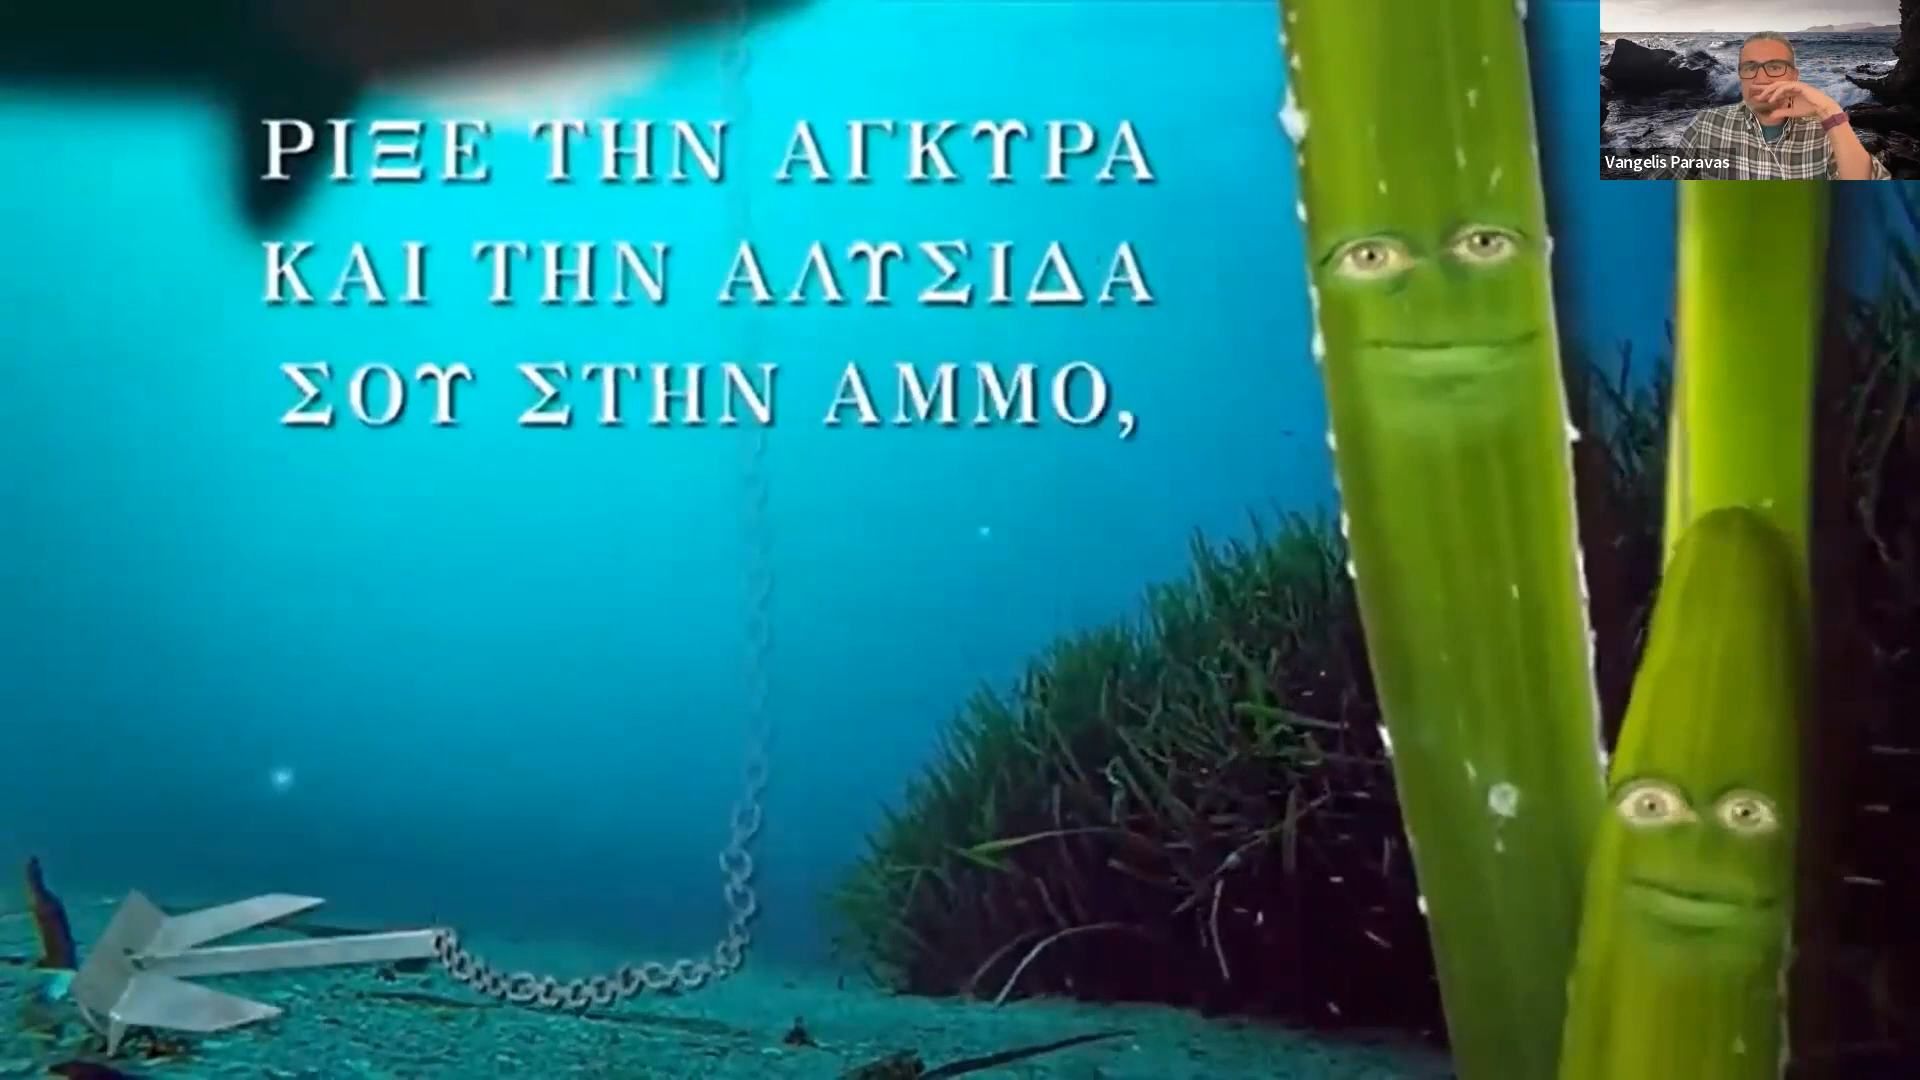 ΡΙΞΕ ΤΗΝ ΑΓΚΥΡΑ
ΚΑΙ ΤΗΝ ΑΛΥΣΙΔΑ
ΣΟΥ ΣΤΗΝ ΑΜΜΟ,
Vangelis Paravas